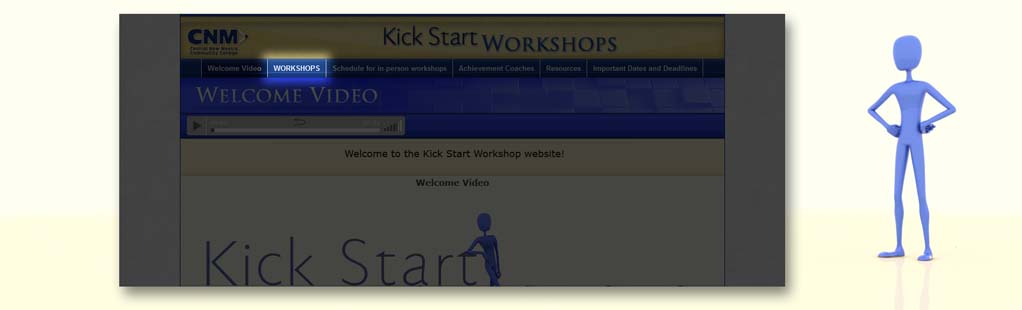 CNM
Central New Mexico
Community College
Kick Start WORKSHOPS
Welcome Video WORKSHOPS Schedule for in person workshops Achievement Coaches Resources Important Dates and Deadlines
WELCOME VIDEO
Welcome to the Kick Start Workshop website!
Welcome Video
Kick Start